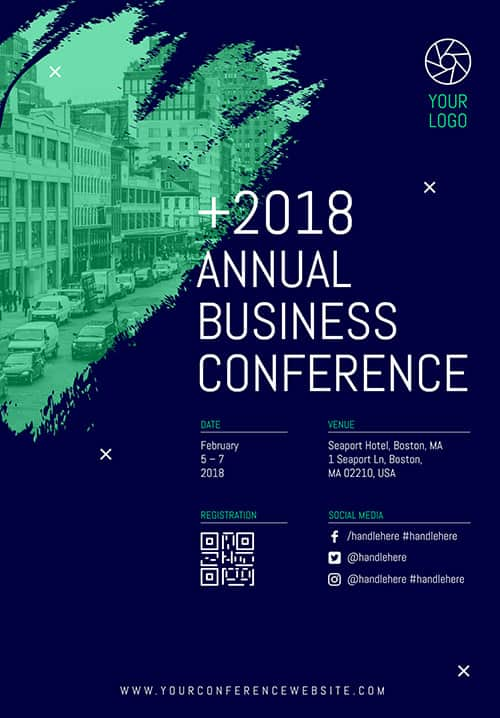 YOUR
LOGO
+2018
ANNUAL
BUSINESS
CONFERENCE
DATE
February
5 – 7
2018
VENUE
Seaport Hotel, Boston, MA
1 Seaport Ln, Boston,
MA 02210, USA
REGISTRATION
SOCIAL MEDIA
/handlehere #handlehere
@handlehere
@handlehere #handlehere
WWW.YOURCONFERENCEWEBSITE.COM